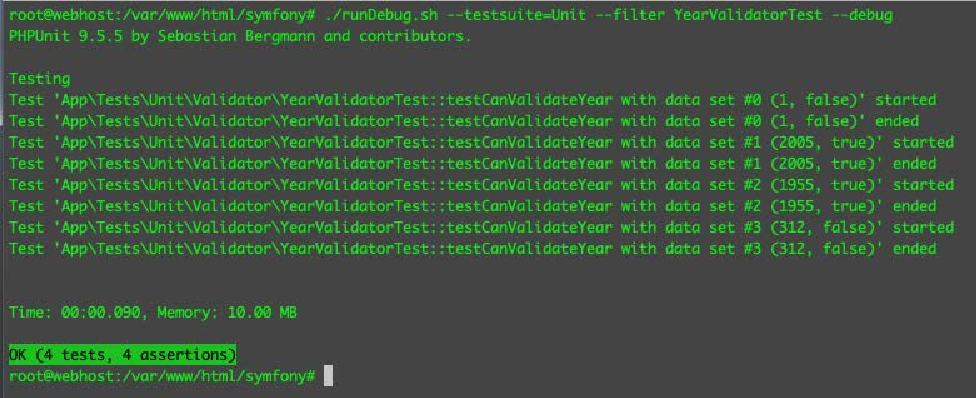 root@webhost:/var/www/html/symfony# ./runDebug.sh --testsuite=Unit --filter YearValidatorTest --debug
PHPUnit 9.5.5 by Sebastian Bergmann and contributors.
Testing
Test 'App\Tests\Unit\Validator\YearValidatorTest::testCanValidateYear with data set #0 (1, false)' started
Test 'App\Tests\Unit\Validator\YearValidatorTest::testCanValidateYear with data set #0 (1, false)' ended
Test 'App\Tests\Unit\Validator\YearValidatorTest::testCanValidateYear with data set #1 (2005, true)' started
Test 'App\Tests\Unit\Validator\YearValidatorTest::testCanValidateYear with data set #1 (2005, true)' ended
Test 'App\Tests\Unit\Validator\YearValidatorTest::testCanValidateYear with data set #2 (1955, true)' started
Test 'App\Tests\Unit\Validator\YearValidatorTest::testCanValidateYear with data set #2 (1955, true)' ended
Test 'App\Tests\Unit\Validator\YearValidatorTest::testCanValidateYear with data set #3 (312, false)' started
Test 'App\Tests\Unit\Validator\YearValidatorTest::testCanValidateYear with data set #3 (312, false)' ended
Time: 00:00.090, Memory: 10.00 MB
OK (4 tests, 4 assertions)
root@webhost:/var/www/html/symfony#